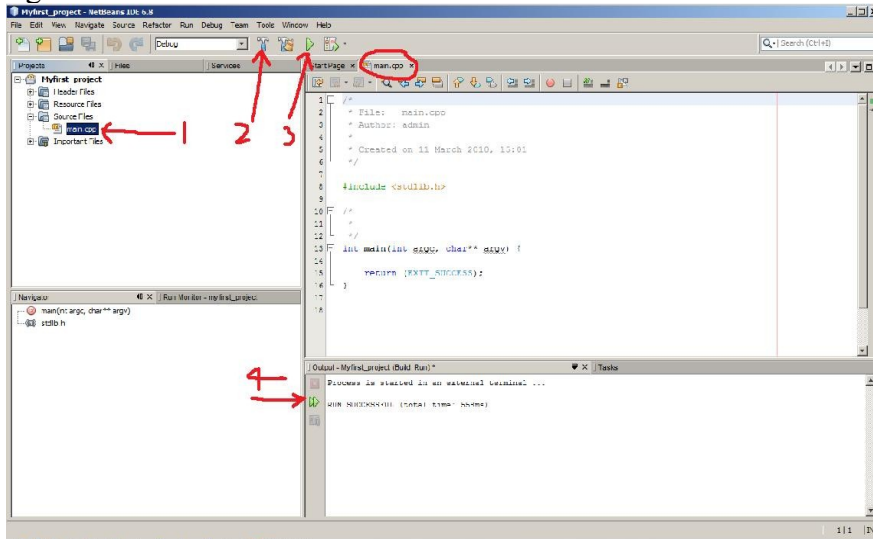 Myfirst_project - NetBeans IDE 6.8
File Edit View Navigate Source Refactor Run Debug Team Tools Window Help
Debug
Search (Ctrl+I)
Projects Files Services
Start Page main.cpp
Myfirst_project
Header Files
Resource Files
Source Files
main.cpp
Important Files
1 2 3
1 /*
2 * File: main.cpp
3 * Author: admin
4 *
5 * Created on 11 March 2010, 15:01
6 */
7
8 #include <stdlib.h>
9
10 /*
11 *
12 */
13 int main(int argc, char** argv) {
14
15 return (EXIT_SUCCESS);
16 }
17
18
Navigator Run Monitor - myfirst_project
main(int argc, char** argv)
stdlib h
4
Output - Myfirst_project (Build Run) * Tasks
Process is started in an external terminal ...
RUN SUCCESSFUL (total time: 558ms)
1|1